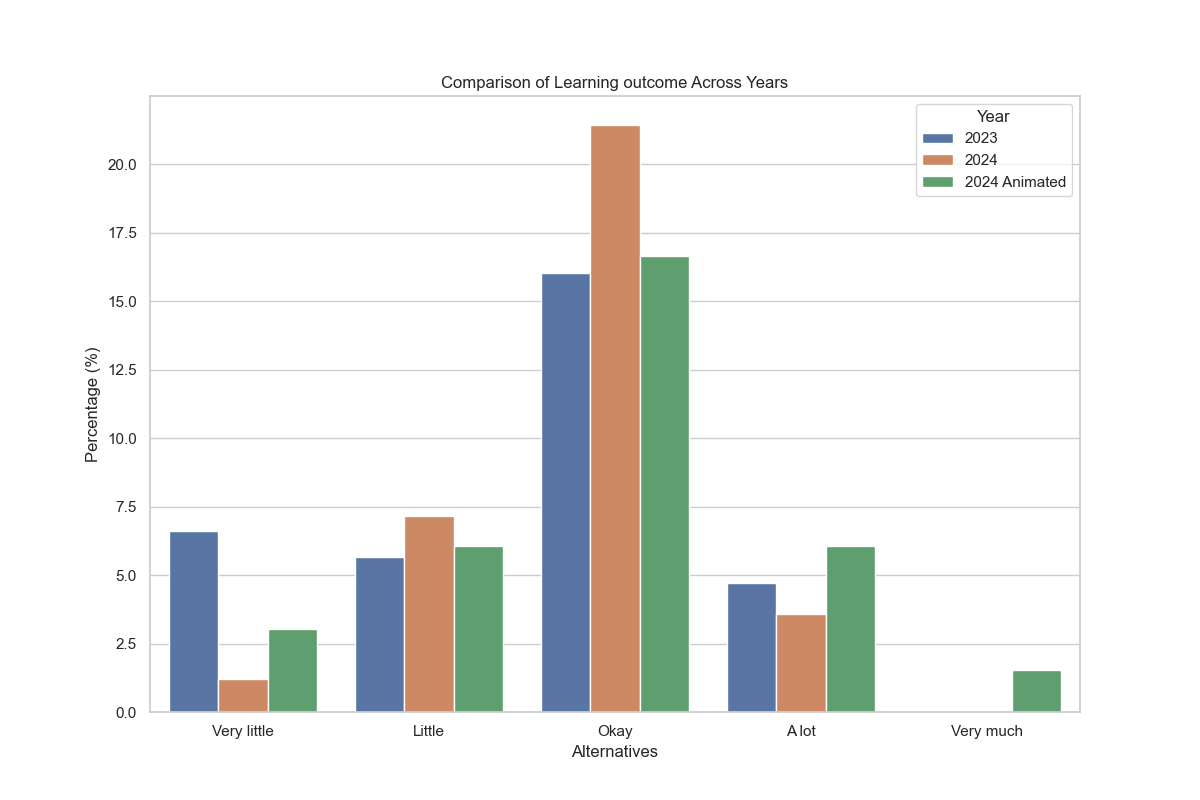 Comparison of Learning outcome Across Years
Year
2023
2024
2024 Animated
Percentage (%)
20.0
17.5
15.0
12.5
10.0
7.5
5.0
2.5
0.0
Very little
Little
Okay
A lot
Very much
Alternatives